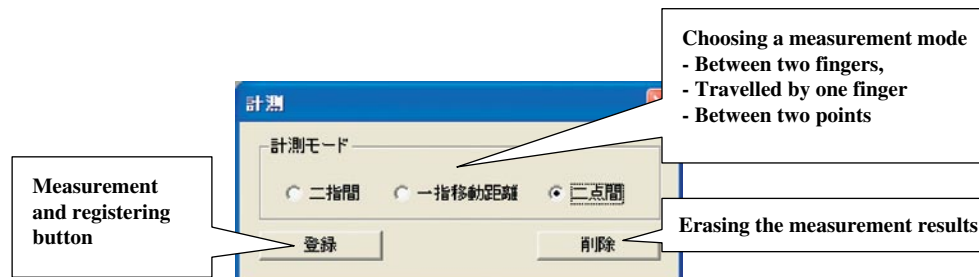 Choosing a measurement mode
- Between two fingers,
- Travelled by one finger
- Between two points
計測
計測モード
二指間
一指移動距離
二点間
Measurement
and registering
button
登録
削除
Erasing the measurement results